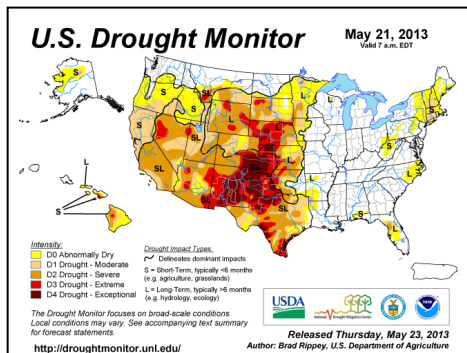 U.S. Drought Monitor
May 21, 2013
Valid 7 a.m. EDT
S
S
S
SL
S
L
L
L
SL
SL
SL
L
L
S
S
S
S
L
S
L
S
Intensity:
D0 Abnormally Dry
D1 Drought - Moderate
D2 Drought - Severe
D3 Drought - Extreme
D4 Drought - Exceptional
Drought Impact Types:
Delineates dominant impacts
S = Short-Term, typically <6 months
(e.g. agriculture, grasslands)
L = Long-Term, typically >6 months
(e.g. hydrology, ecology)
The Drought Monitor focuses on broad-scale conditions.
Local conditions may vary. See accompanying text summary
for forecast statements.
http://droughtmonitor.unl.edu/
USDA
National Drought Mitigation Center
Released Thursday, May 23, 2013
Author: Brad Rippey, U.S. Department of Agriculture